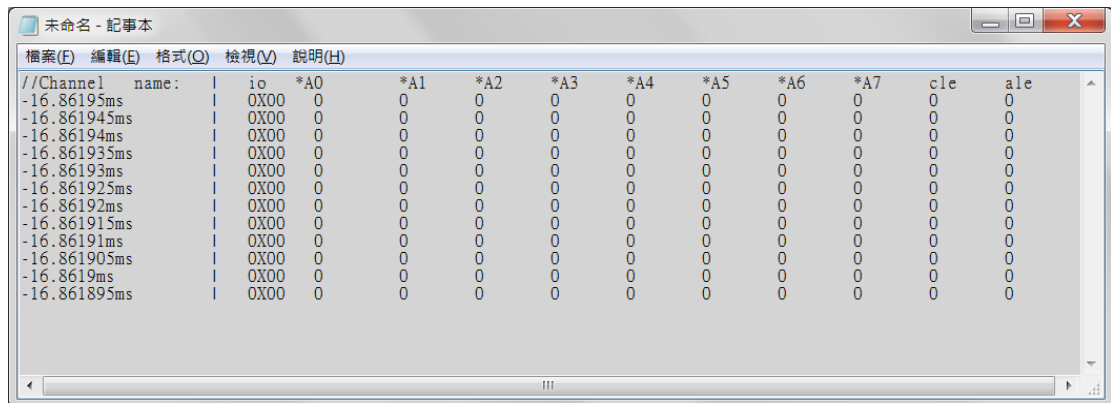 未命名 - 記事本
檔案(F) 編輯(E) 格式(O) 檢視(V) 說明(H)
//Channel name: | io *A0 *A1 *A2 *A3 *A4 *A5 *A6 *A7 cle ale
-16.86195ms | 0X00 0 0 0 0 0 0 0 0 0 0
-16.861945ms | 0X00 0 0 0 0 0 0 0 0 0 0
-16.86194ms | 0X00 0 0 0 0 0 0 0 0 0 0
-16.861935ms | 0X00 0 0 0 0 0 0 0 0 0 0
-16.86193ms | 0X00 0 0 0 0 0 0 0 0 0 0
-16.861925ms | 0X00 0 0 0 0 0 0 0 0 0 0
-16.86192ms | 0X00 0 0 0 0 0 0 0 0 0 0
-16.861915ms | 0X00 0 0 0 0 0 0 0 0 0 0
-16.86191ms | 0X00 0 0 0 0 0 0 0 0 0 0
-16.861905ms | 0X00 0 0 0 0 0 0 0 0 0 0
-16.8619ms | 0X00 0 0 0 0 0 0 0 0 0 0
-16.861895ms | 0X00 0 0 0 0 0 0 0 0 0 0